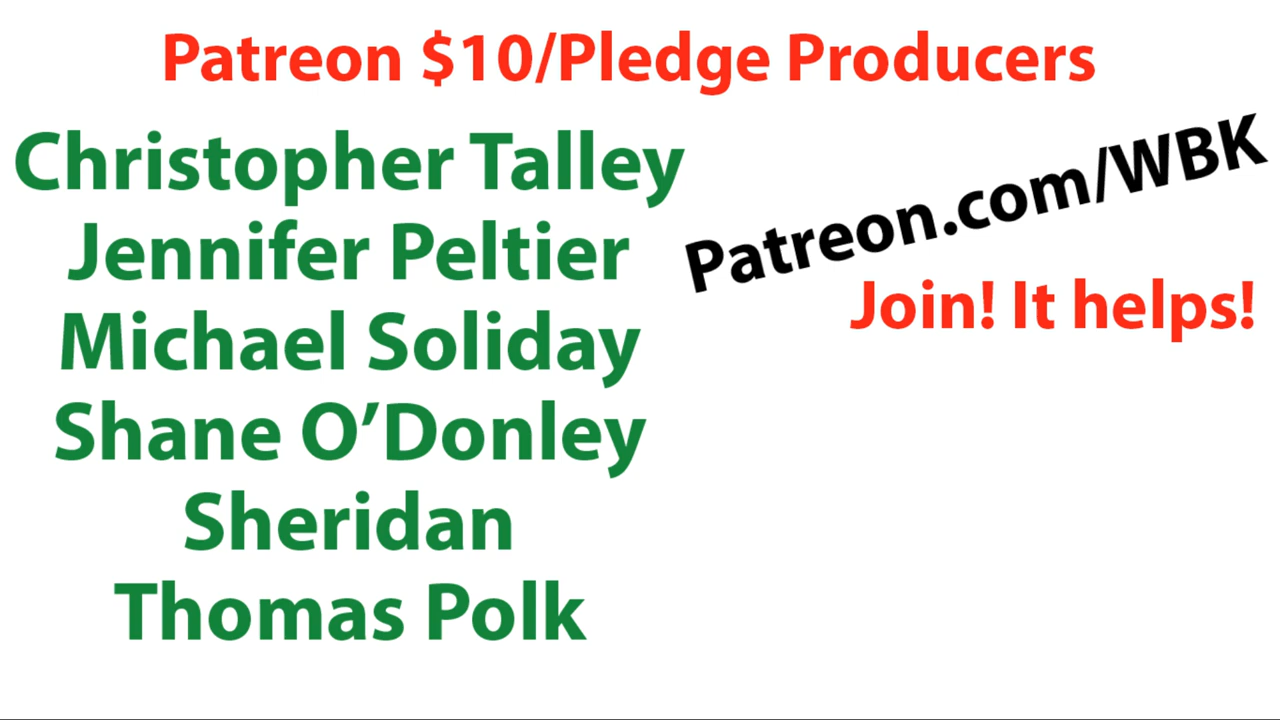 Patreon $10/Pledge Producers
Christopher Talley
Jennifer Peltier
Michael Soliday
Shane O’Donley
Sheridan
Thomas Polk
Patreon.com/WBK
Join! It helps!